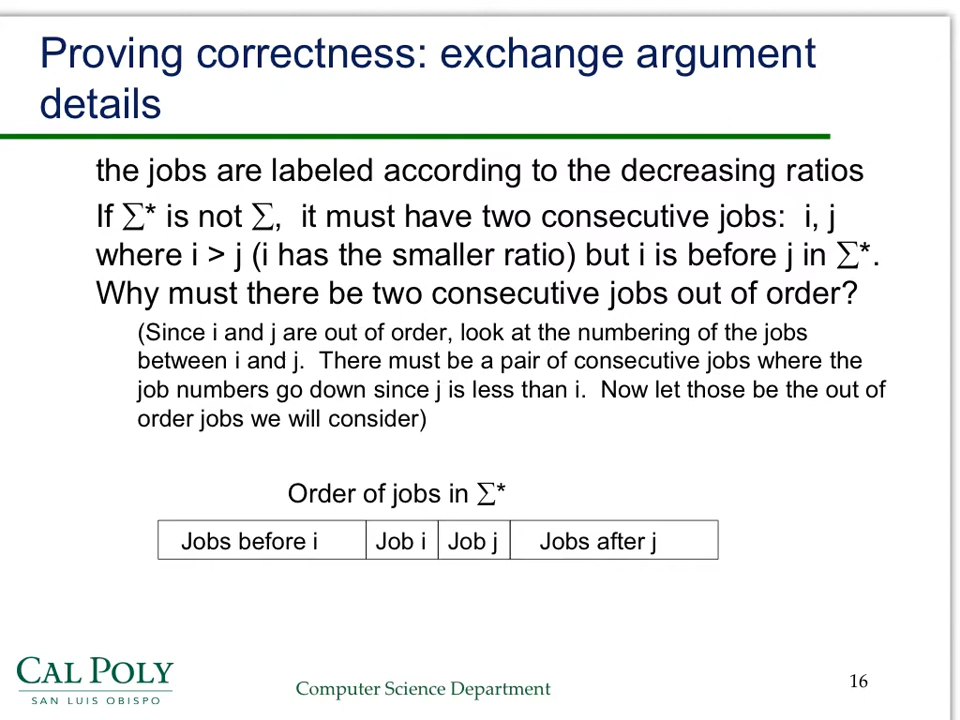 Proving correctness: exchange argument
details
the jobs are labeled according to the decreasing ratios
If ∑* is not ∑,  it must have two consecutive jobs:  i, j
where i > j (i has the smaller ratio) but i is before j in ∑*.
Why must there be two consecutive jobs out of order?
(Since i and j are out of order, look at the numbering of the jobs
between i and j.  There must be a pair of consecutive jobs where the
job numbers go down since j is less than i.  Now let those be the out of
order jobs we will consider)
Order of jobs in ∑*
Jobs before i Job i Job j Jobs after j
CAL POLY
SAN LUIS OBISPO
Computer Science Department
16